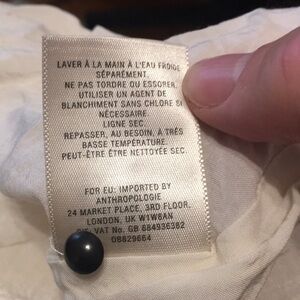 LAVER À LA MAIN À L'EAU FROIDE
SÉPARÉMENT.
NE PAS TORDRE OU ESSORER.
UTILISER UN AGENT DE
BLANCHIMENT SANS CHLORE SI
NÉCESSAIRE.
LIGNE SEC.
REPASSER, AU BESOIN, À TRÈS
BASSE TEMPÉRATURE.
PEUT-ÊTRE ÊTRE NETTOYÉE SEC.
FOR EU: IMPORTED BY
ANTHROPOLOGIE
24 MARKET PLACE, 3RD FLOOR,
LONDON, UK W1W8AN
VAT No. GB 684936382
08829664